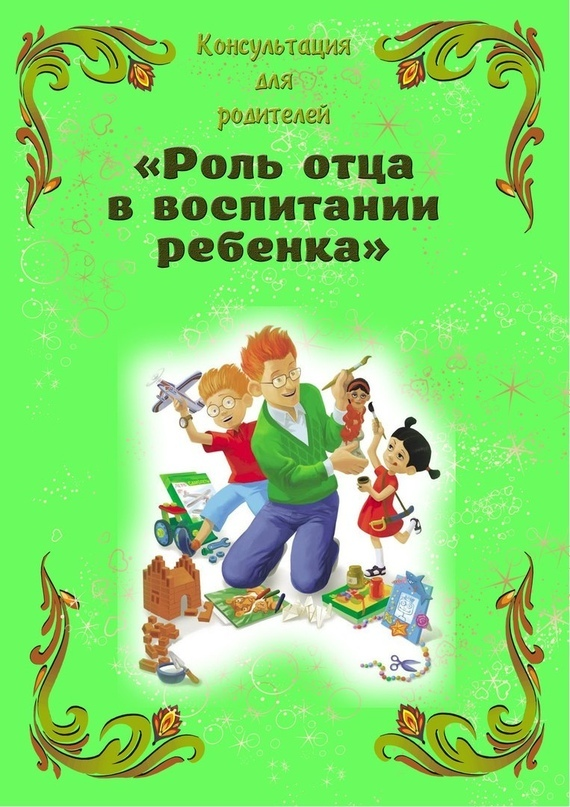 Консультация
для
родителей
«Роль отца
в воспитании
ребенка»